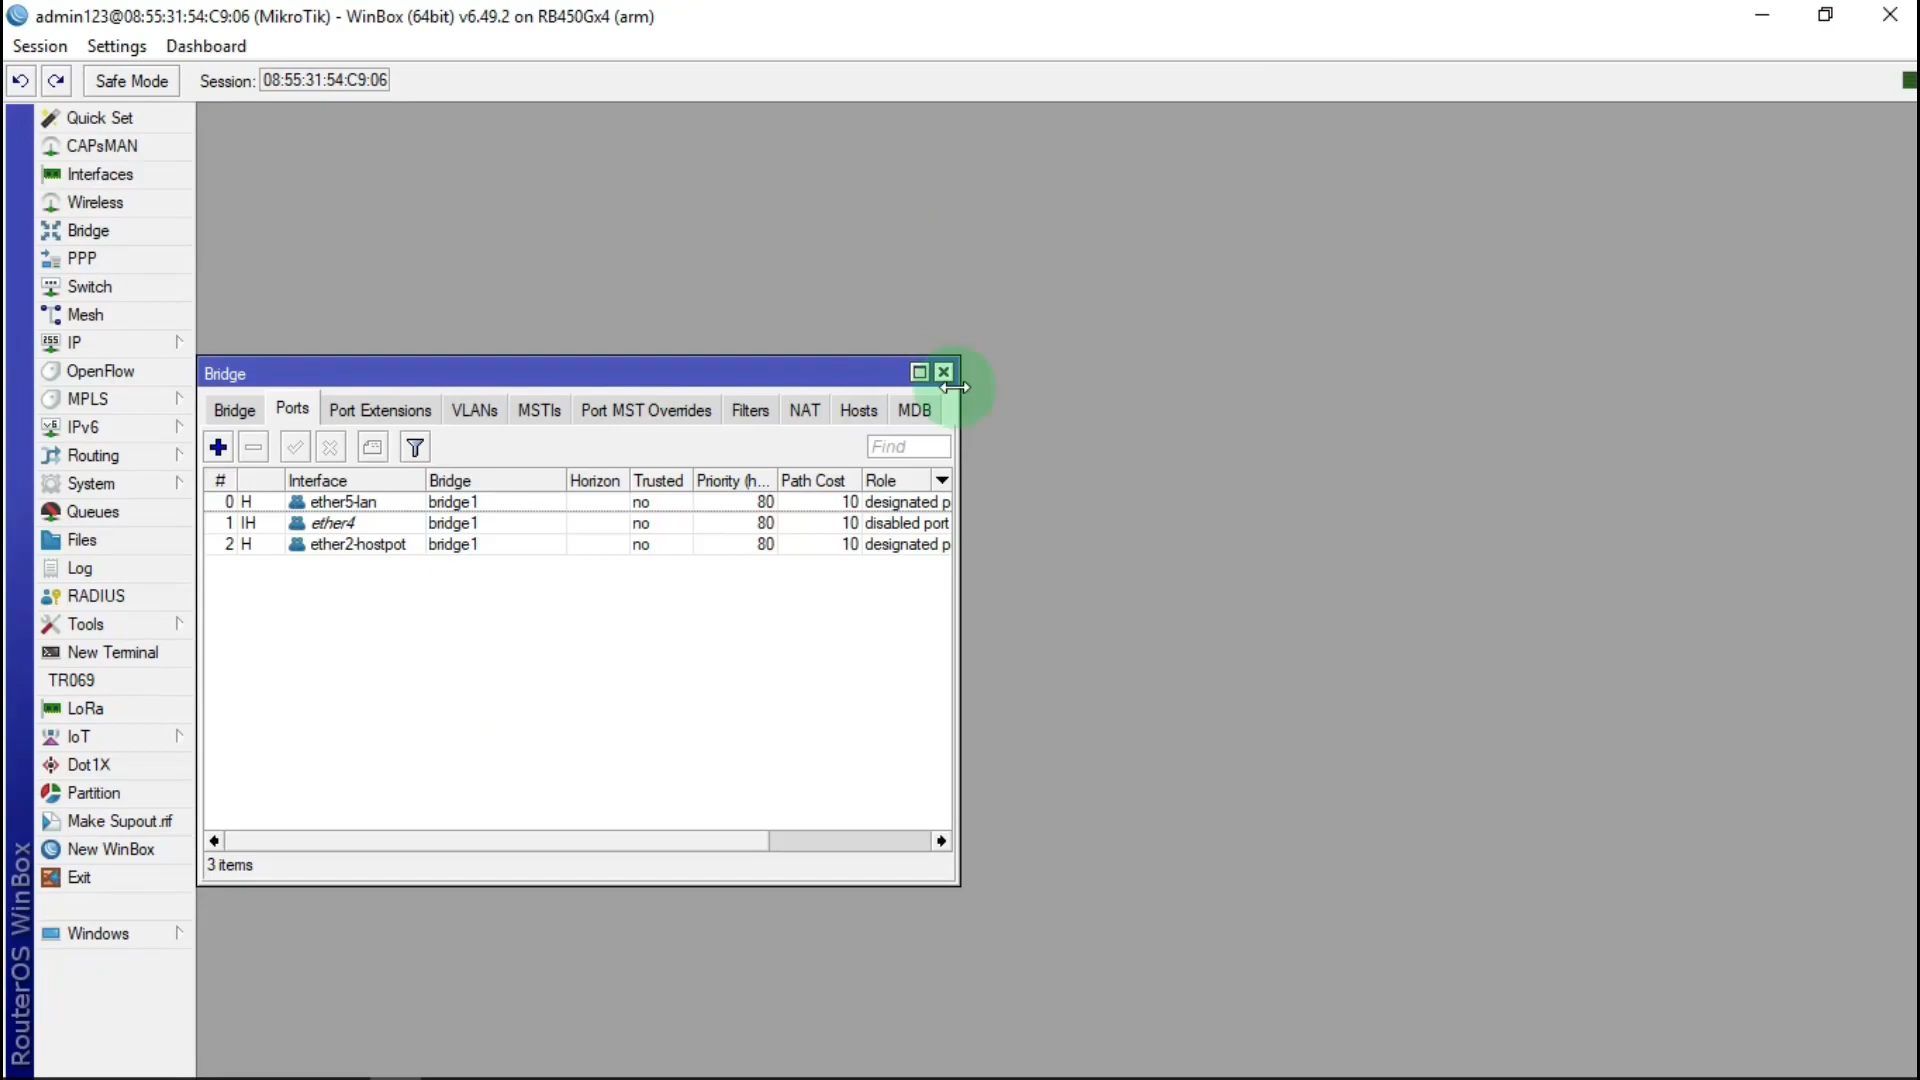 admin123@08:55:31:54:C9:06 (MikroTik) - WinBox (64bit) v6.49.2 on RB450Gx4 (arm)
Session Settings Dashboard
Safe Mode Session: 08:55:31:54:C9:06
Quick Set
CAPsMAN
Interfaces
Wireless
Bridge
PPP
Switch
Mesh
IP
OpenFlow
MPLS
IPv6
Routing
System
Queues
Files
Log
RADIUS
Tools
New Terminal
TR069
LoRa
IoT
Dot1X
Partition
Make Supout.rif
New WinBox
Exit
Windows
RouterOS WinBox
Bridge
Bridge Ports Port Extensions VLANs MSTIs Port MST Overrides Filters NAT Hosts MDB
Find
# Interface Bridge Horizon Trusted Priority (h... Path Cost Role
0 H ether5-lan bridge1 no 80 10 designated p
1 IH ether4 bridge1 no 80 10 disabled port
2 H ether2-hostpot bridge1 no 80 10 designated p
3 items